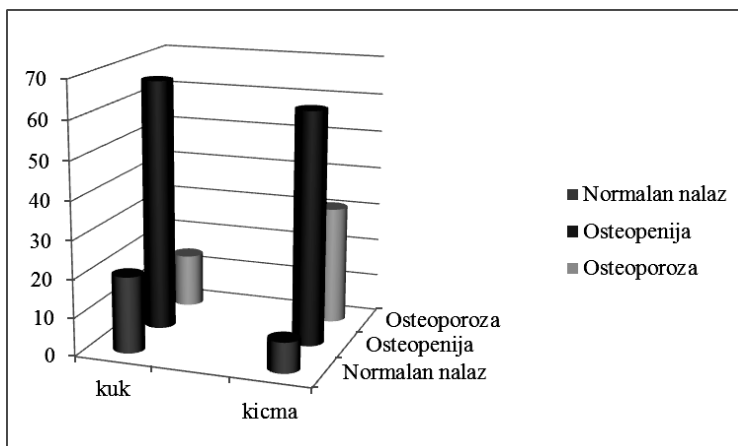 70
60
50
40
30
20
10
0
kuk
kicma
Osteoporoza
Osteopenija
Normalan nalaz
Normalan nalaz
Osteopenija
Osteoporoza